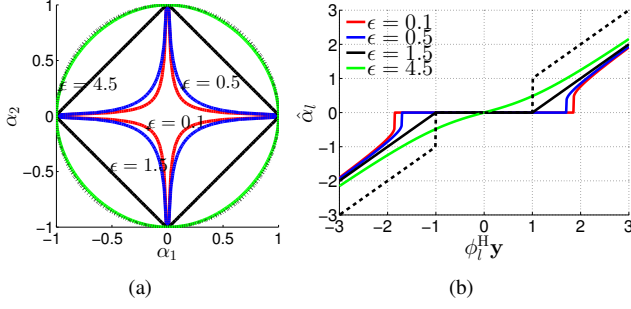 1
0.5
0
−0.5
−1
−1 −0.5 0 0.5 1
α₂
α₁
ϵ = 4.5
ϵ = 0.5
ϵ = 0.1
ϵ = 1.5
(a)
3
2
1
0
−1
−2
−3
−3 −2 −1 0 1 2 3
α̂_l
ϕ_l^H y
ϵ = 0.1
ϵ = 0.5
ϵ = 1.5
ϵ = 4.5
(b)